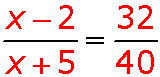 x − 2 / x + 5 = 32 / 40